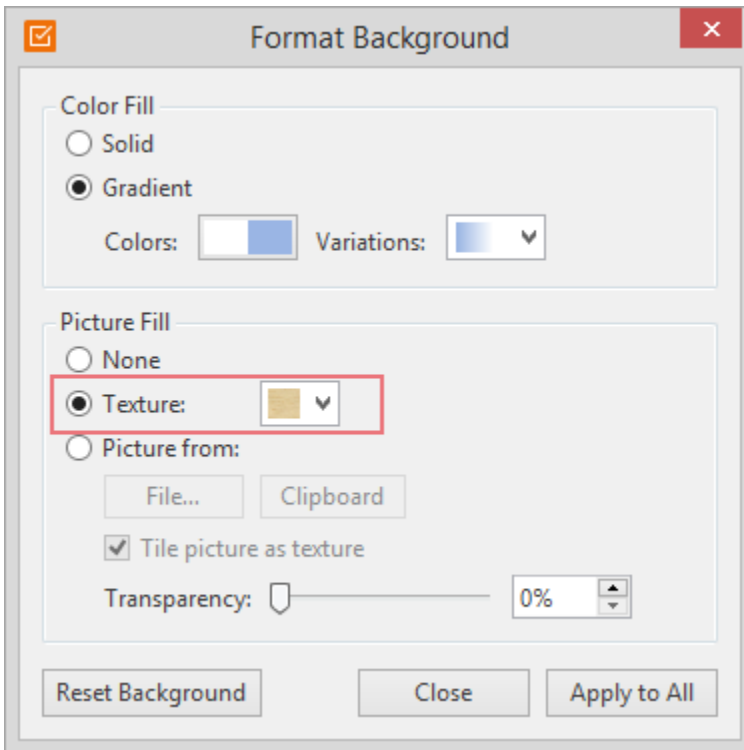 Format Background
Color Fill
Solid
Gradient
Colors: Variations:
Picture Fill
None
Texture:
Picture from:
File... Clipboard
Tile picture as texture
Transparency: 0%
Reset Background Close Apply to All